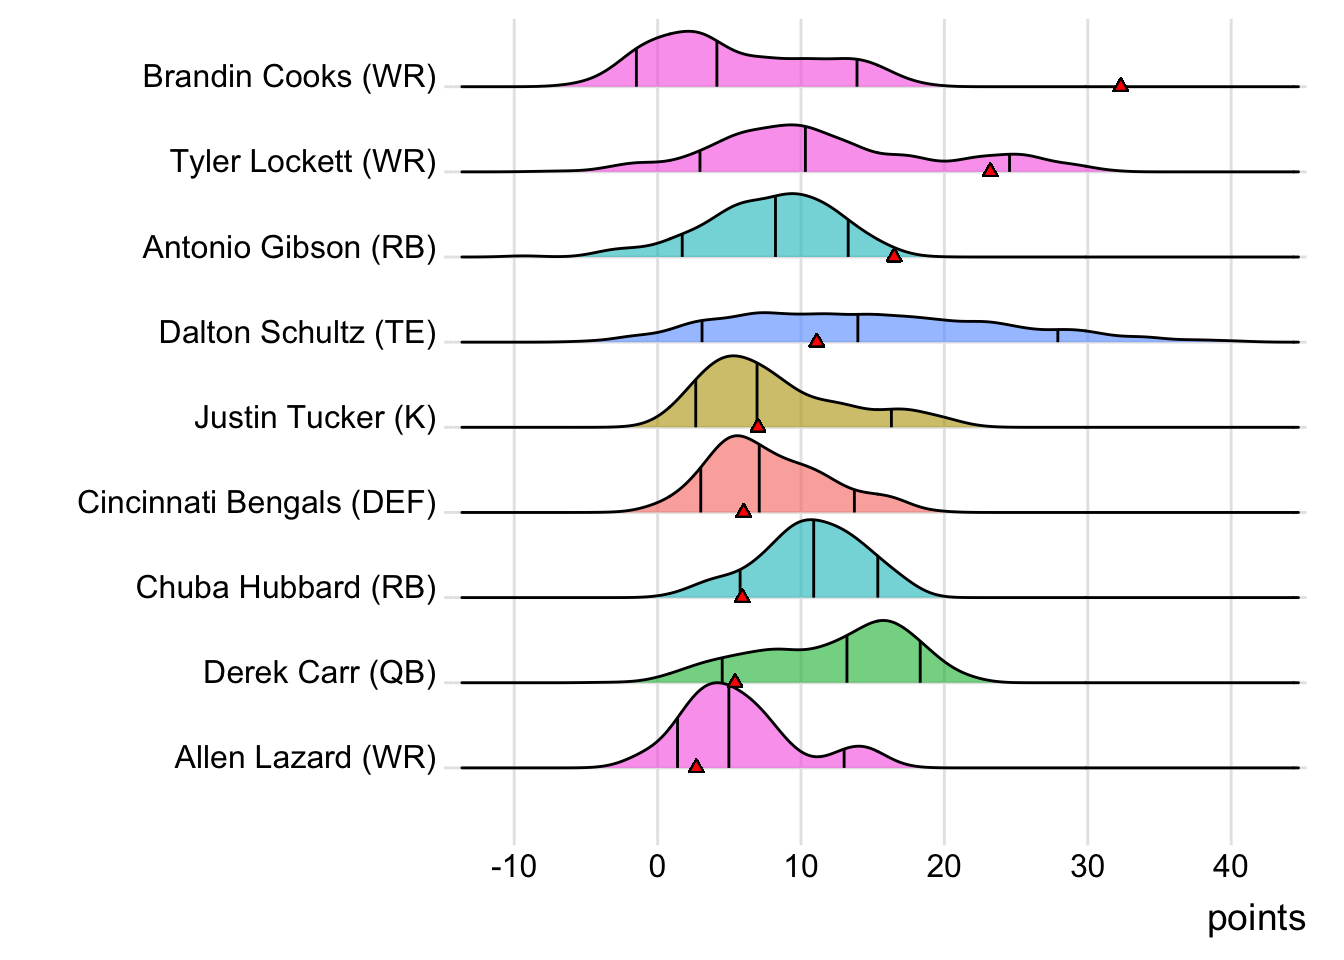 Brandin Cooks (WR)
Tyler Lockett (WR)
Antonio Gibson (RB)
Dalton Schultz (TE)
Justin Tucker (K)
Cincinnati Bengals (DEF)
Chuba Hubbard (RB)
Derek Carr (QB)
Allen Lazard (WR)
-10 0 10 20 30 40
points